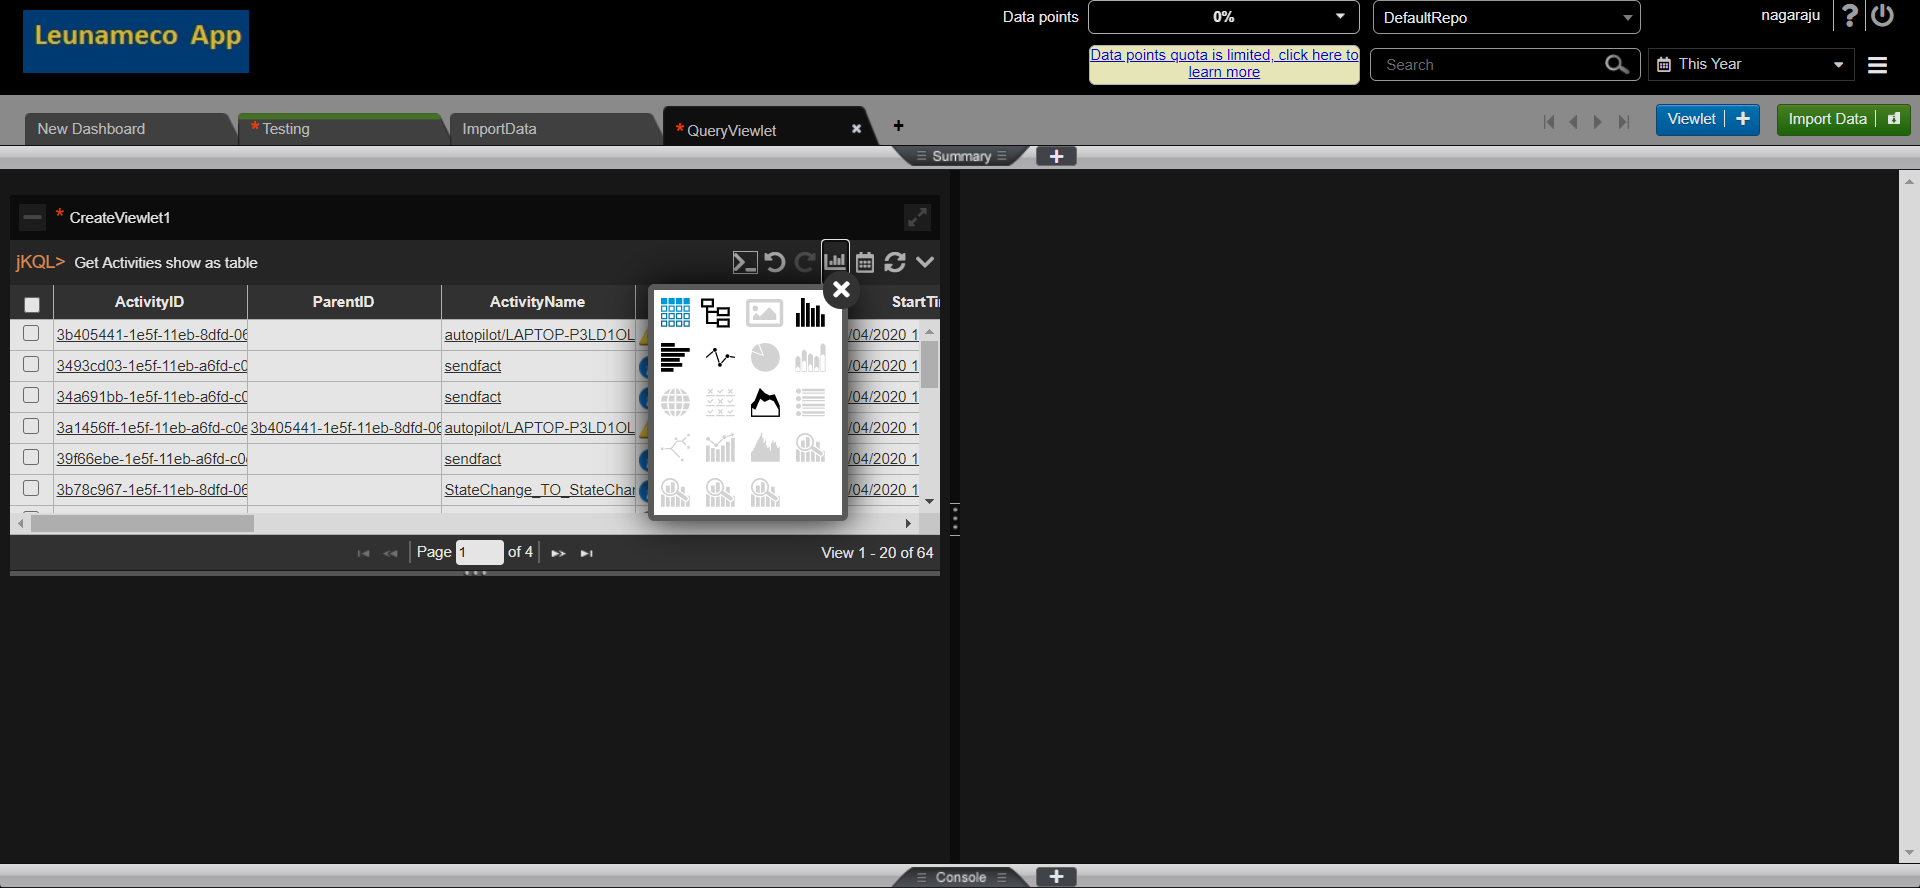 Leunameco App
Data points
0%
DefaultRepo
nagaraju
Data points quota is limited, click here to
learn more
Search
This Year
New Dashboard
* Testing
ImportData
* QueryViewlet
Viewlet
Import Data
Summary
* CreateViewlet1
jKQL> Get Activities show as table
ActivityID ParentID ActivityName StartTi
3b405441-1e5f-11eb-8dfd-06 autopilot/LAPTOP-P3LD1OL /04/2020 1
3493cd03-1e5f-11eb-a6fd-c0 sendfact /04/2020 1
34a691bb-1e5f-11eb-a6fd-c0 sendfact /04/2020 1
3a1456ff-1e5f-11eb-a6fd-c0e 3b405441-1e5f-11eb-8dfd-06 autopilot/LAPTOP-P3LD1OL /04/2020 1
39f66ebe-1e5f-11eb-a6fd-c0 sendfact /04/2020 1
3b78c967-1e5f-11eb-8dfd-06 StateChange_TO_StateChar /04/2020 1
Page 1 of 4
View 1 - 20 of 64
Console